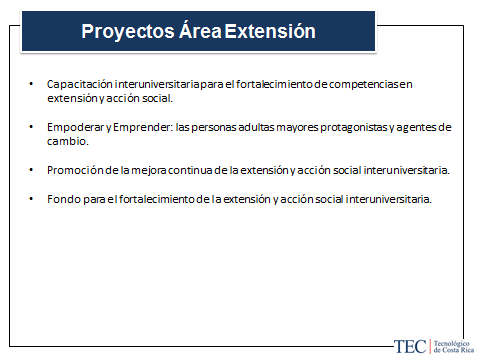 Proyectos Área Extensión
• Capacitación interuniversitaria para el fortalecimiento de competencias en
extensión y acción social.
• Empoderar y Emprender: las personas adultas mayores protagonistas y agentes de
cambio.
• Promoción de la mejora continua de la extensión y acción social interuniversitaria.
• Fondo para el fortalecimiento de la extensión y acción social interuniversitaria.
TEC | Tecnológico
de Costa Rica